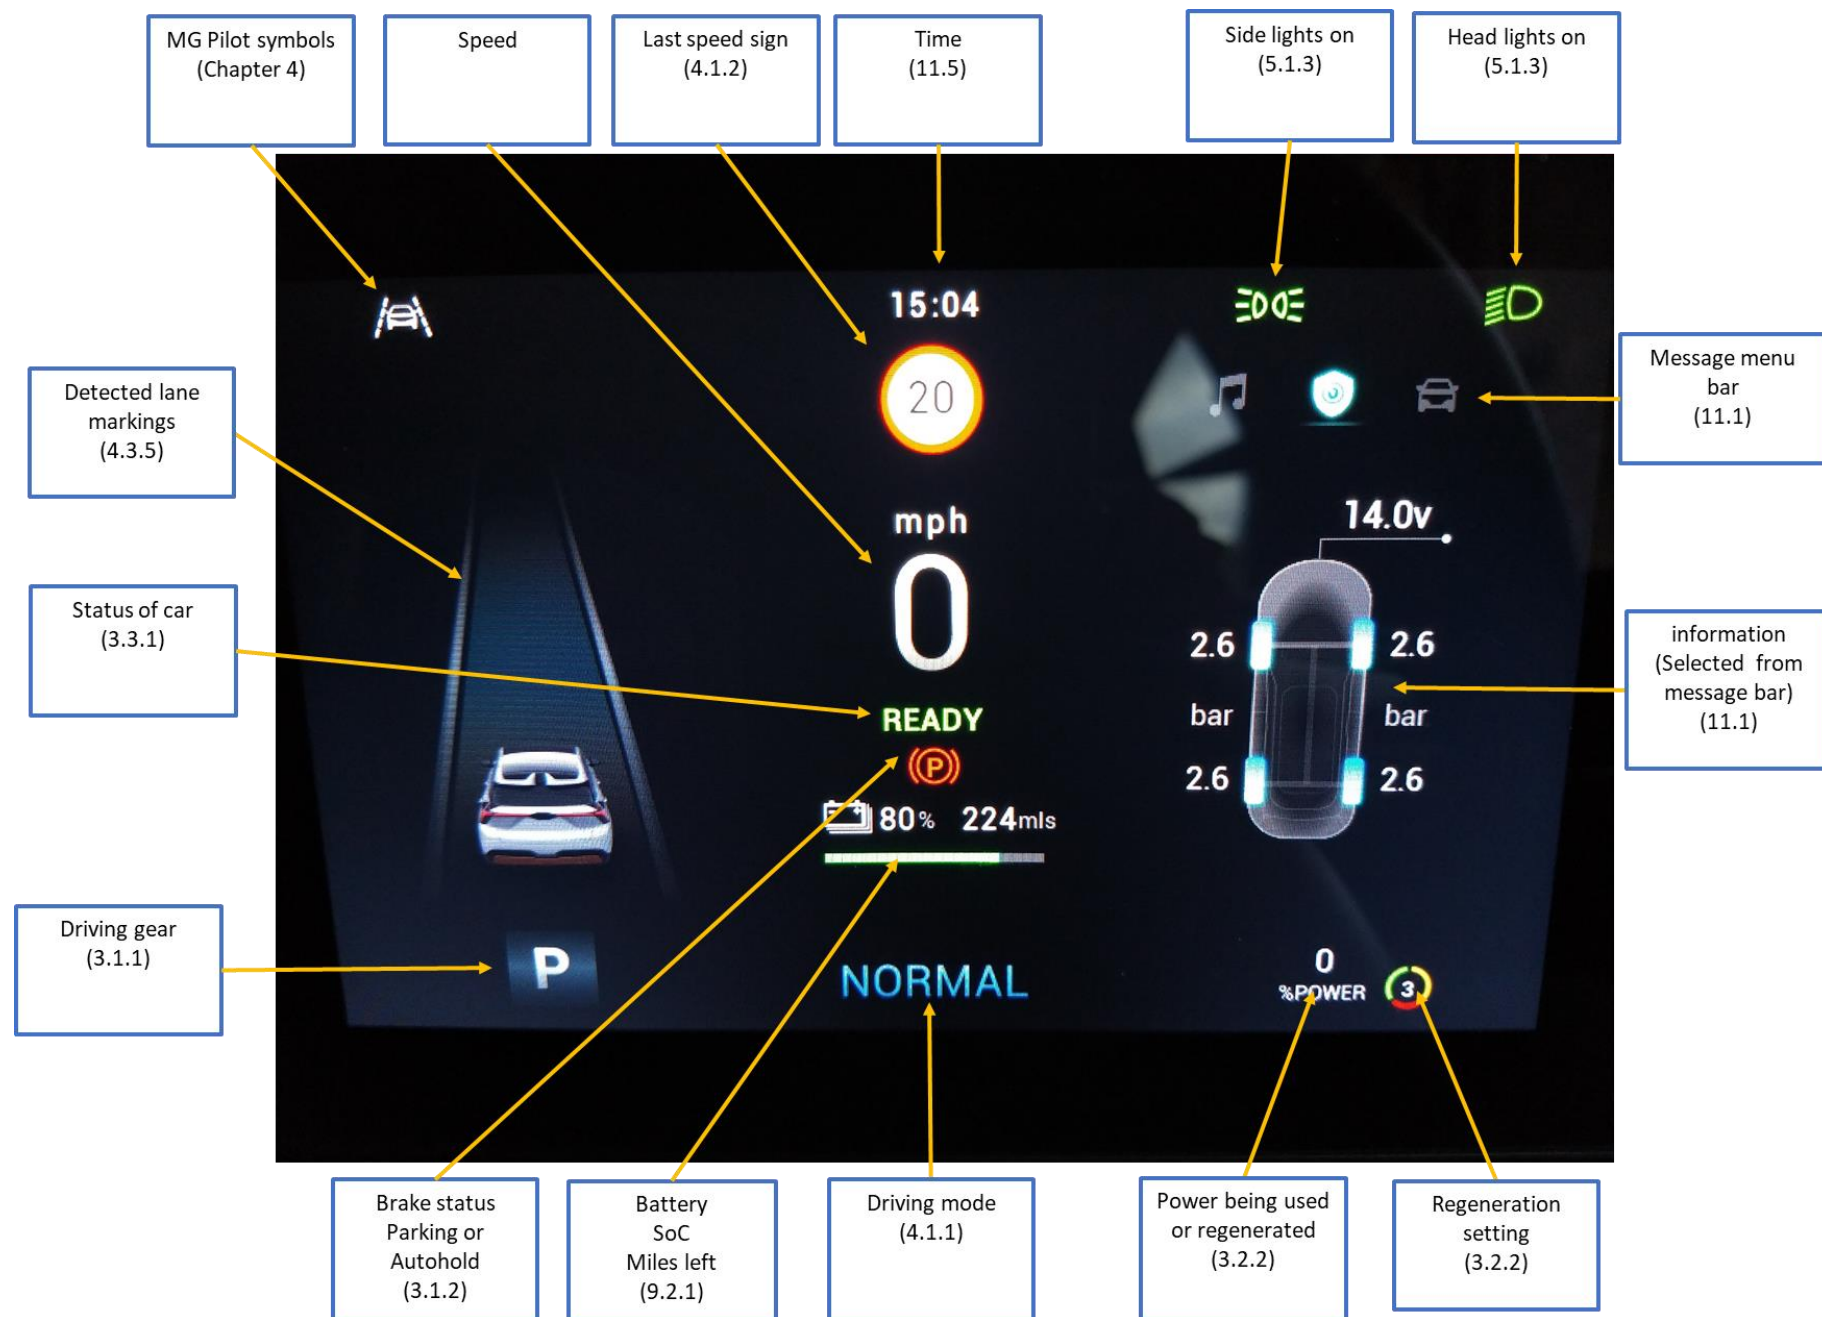 MG Pilot symbols
(Chapter 4)
Speed
Last speed sign
(4.1.2)
Time
(11.5)
Side lights on
(5.1.3)
Head lights on
(5.1.3)
15:04
20
Message menu
bar
(11.1)
Detected lane
markings
(4.3.5)
mph
0
14.0v
Status of car
(3.3.1)
2.6
2.6
information
(Selected from
message bar)
(11.1)
READY
bar
bar
P
2.6
2.6
80% 224mls
Driving gear
(3.1.1)
P
NORMAL
0
%POWER
3
Brake status
Parking or
Autohold
(3.1.2)
Battery
SoC
Miles left
(9.2.1)
Driving mode
(4.1.1)
Power being used
or regenerated
(3.2.2)
Regeneration
setting
(3.2.2)